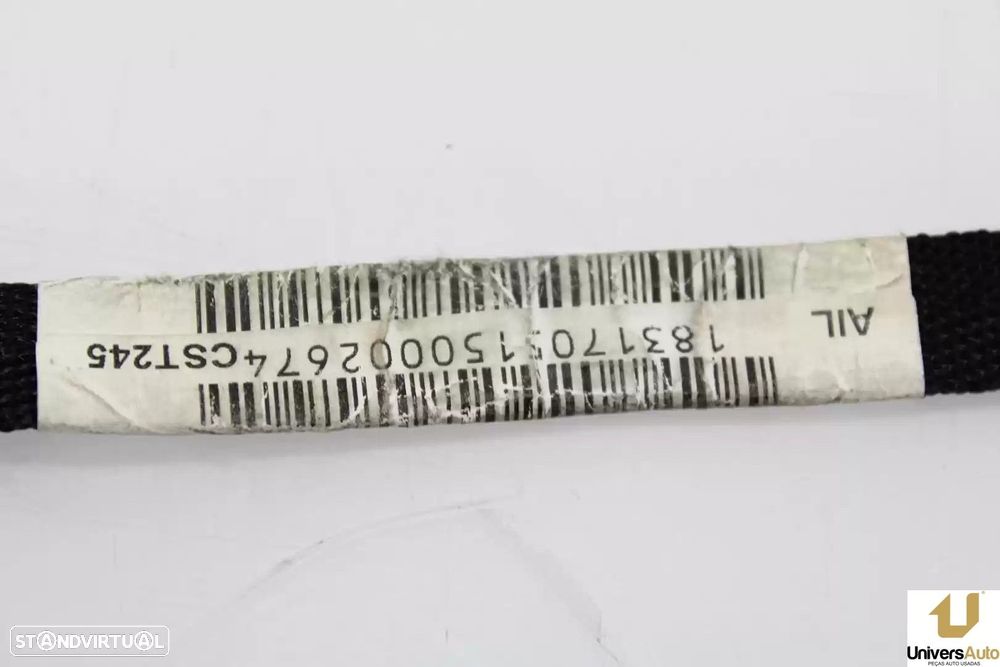 AIL
1831705150002674CST245
STANDVIRTUAL
UniversAuto
PEÇAS AUTO USADAS